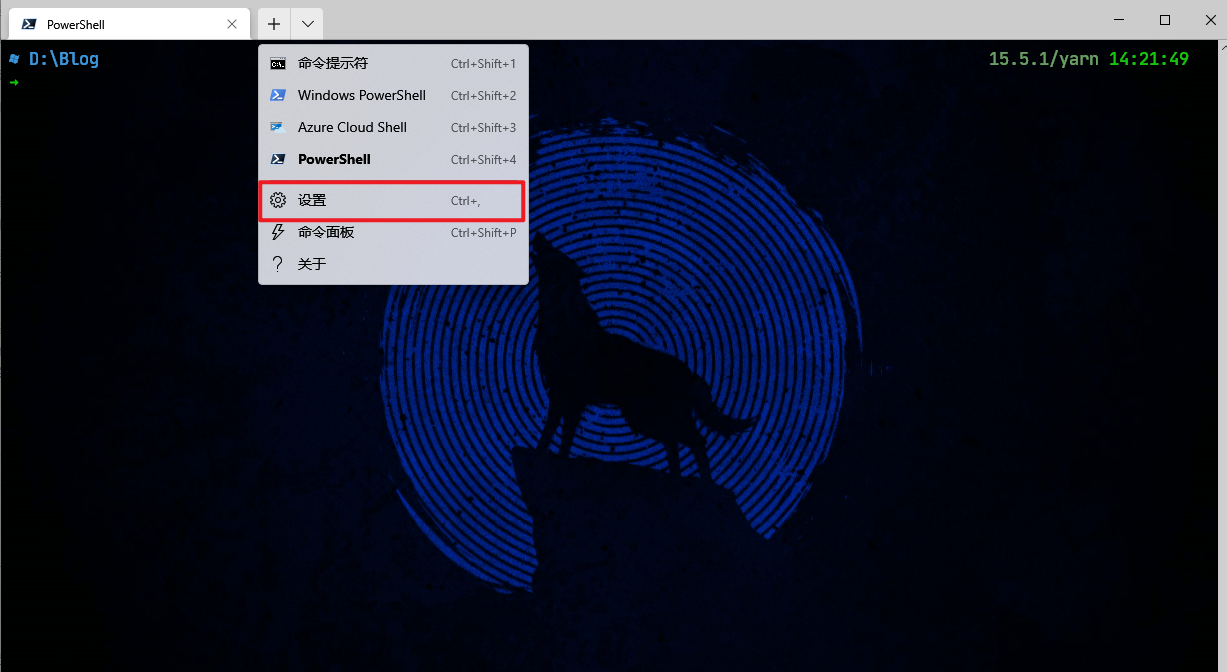 PowerShell
D:\Blog 15.5.1/yarn 14:21:49
命令提示符 Ctrl+Shift+1
Windows PowerShell Ctrl+Shift+2
Azure Cloud Shell Ctrl+Shift+3
PowerShell Ctrl+Shift+4
设置 Ctrl+,
命令面板 Ctrl+Shift+P
关于